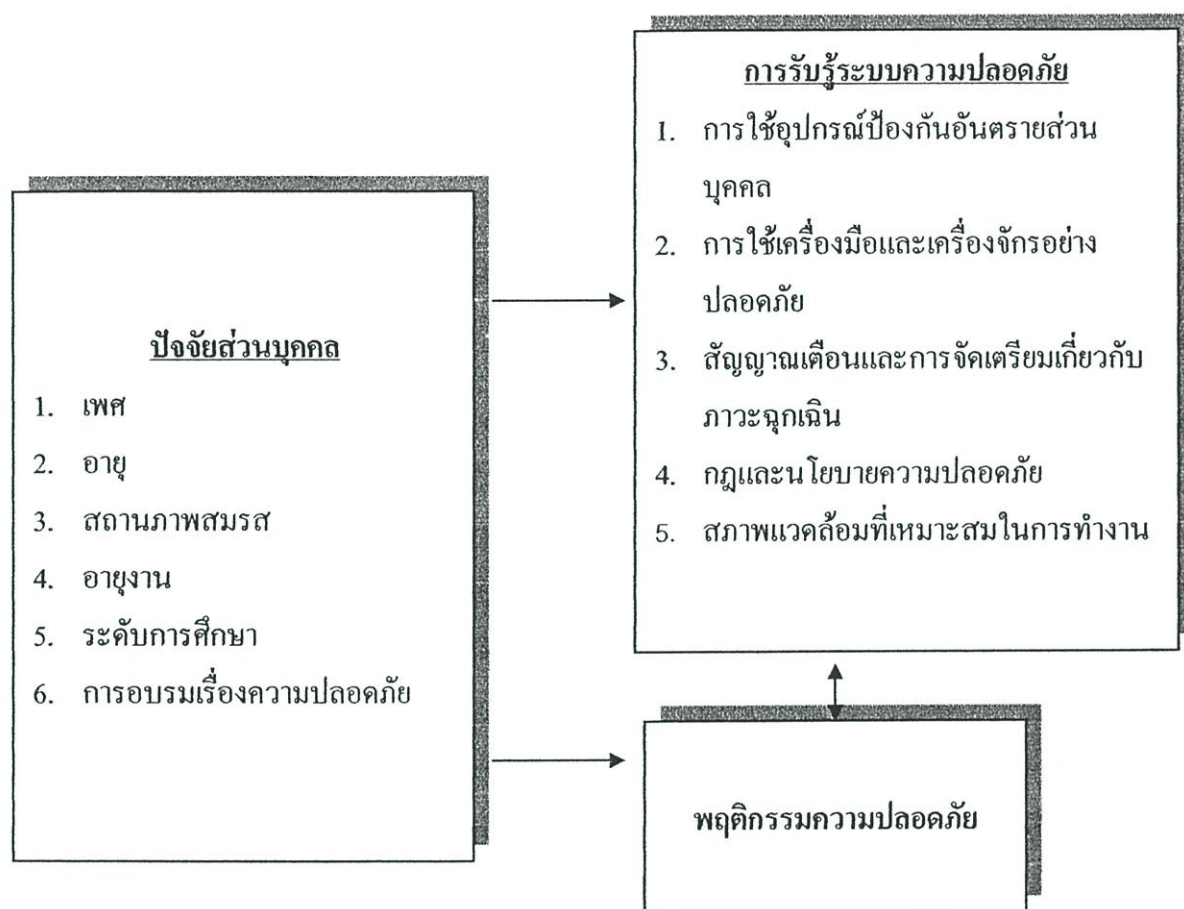 ปัจจัยส่วนบุคคล
1. เพศ
2. อายุ
3. สถานภาพสมรส
4. อายุงาน
5. ระดับการศึกษา
6. การอบรมเรื่องความปลอดภัย
การรับรู้ระบบความปลอดภัย
1. การใช้อุปกรณ์ป้องกันอันตรายส่วน
บุคคล
2. การใช้เครื่องมือและเครื่องจักรอย่าง
ปลอดภัย
3. สัญญาณเตือนและการจัดเตรียมเกี่ยวกับ
ภาวะฉุกเฉิน
4. กฎและนโยบายความปลอดภัย
5. สภาพแวดล้อมที่เหมาะสมในการทำงาน
พฤติกรรมความปลอดภัย